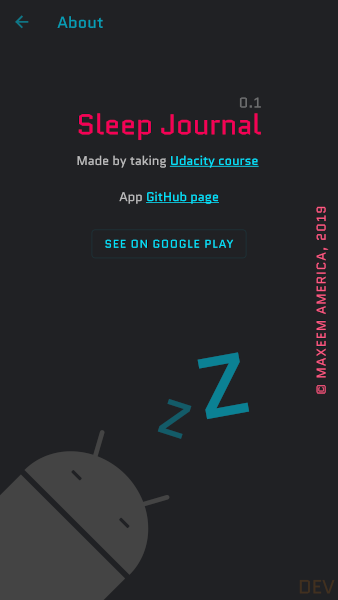 About
0.1
Sleep Journal
Made by taking Udacity course
App GitHub page
SEE ON GOOGLE PLAY
© MAXEEM AMERICA, 2019
Z
z
DEV